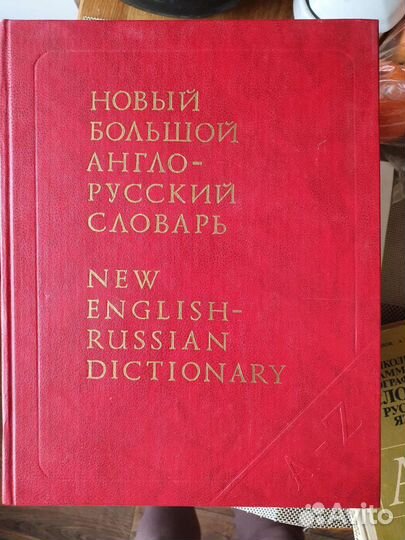 НОВЫЙ
БОЛЬШОЙ
АНГЛО-
РУССКИЙ
СЛОВАРЬ
NEW
ENGLISH-
RUSSIAN
DICTIONARY
A-Z
Avito